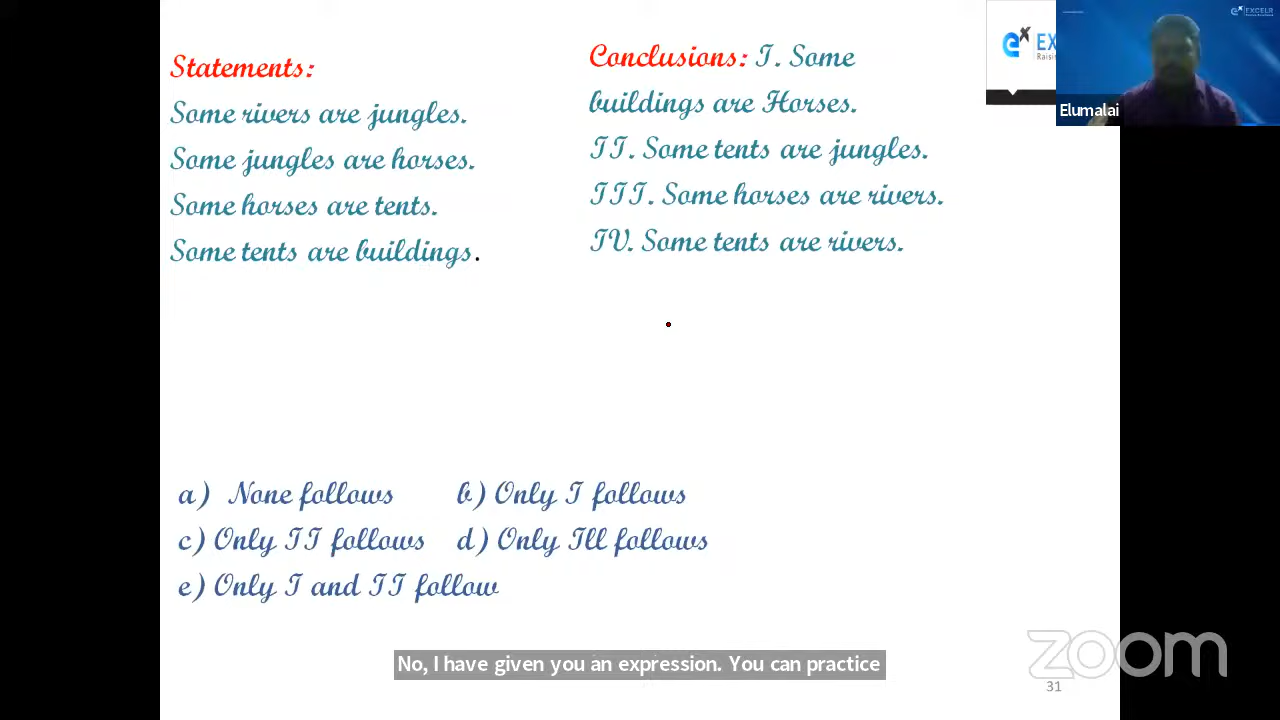 Statements:
Some rivers are jungles.
Some jungles are horses.
Some horses are tents.
Some tents are buildings.
Conclusions: I. Some
buildings are Horses.
II. Some tents are jungles.
III. Some horses are rivers.
IV. Some tents are rivers.
a) None follows b) Only I follows
c) Only II follows d) Only Ill follows
e) Only I and II follow
No, I have given you an expression. You can practice
Elumalai
EXCELR
zoom
31